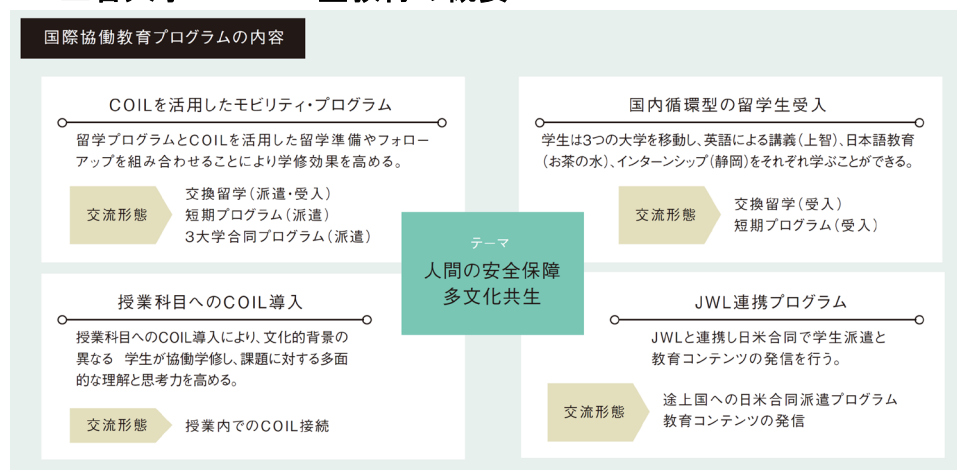 国際協働教育プログラムの内容
COILを活用したモビリティ・プログラム
留学プログラムとCOILを活用した留学準備やフォロー
アップを組み合わせることにより学修効果を高める。
交流形態
交換留学(派遣・受入)
短期プログラム(派遣)
3大学合同プログラム(派遣)
国内循環型の留学生受入
学生は3つの大学を移動し、英語による講義(上智)、日本語教育
(お茶の水)、インターンシップ(静岡)をそれぞれ学ぶことができる。
交流形態
交換留学(受入)
短期プログラム(受入)
テーマ
人間の安全保障
多文化共生
授業科目へのCOIL導入
授業科目へのCOIL導入により、文化的背景の
異なる 学生が協働学修し、課題に対する多面
的な理解と思考力を高める。
交流形態
授業内でのCOIL接続
JWL連携プログラム
JWLと連携し日米合同で学生派遣と
教育コンテンツの発信を行う。
交流形態
途上国への日米合同派遣プログラム
教育コンテンツの発信